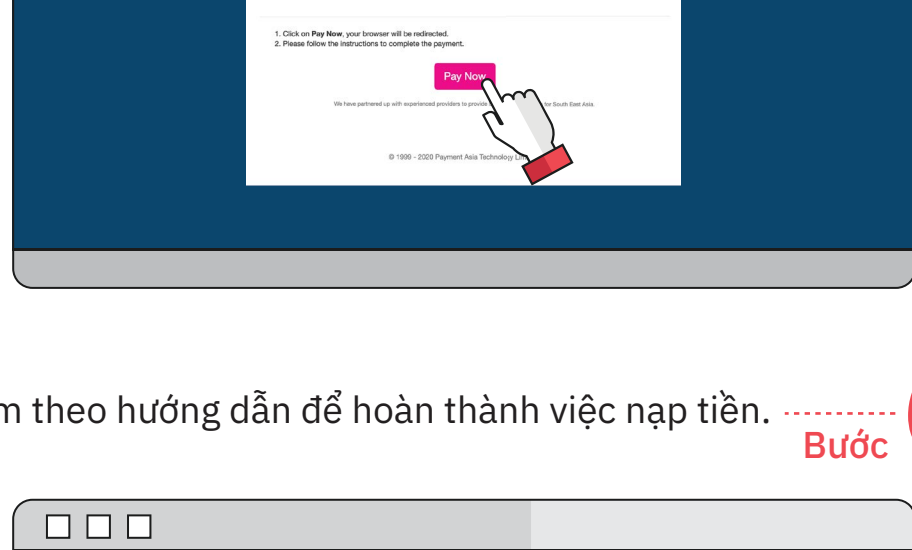 1. Click on Pay Now, your browser will be redirected.
2. Please follow the instructions to complete the payment.
Pay Now
We have partnered up with experienced providers to provide for South East Asia.
© 1999 - 2020 Payment Asia Technology
theo hướng dẫn để hoàn thành việc nạp tiền.
Bước